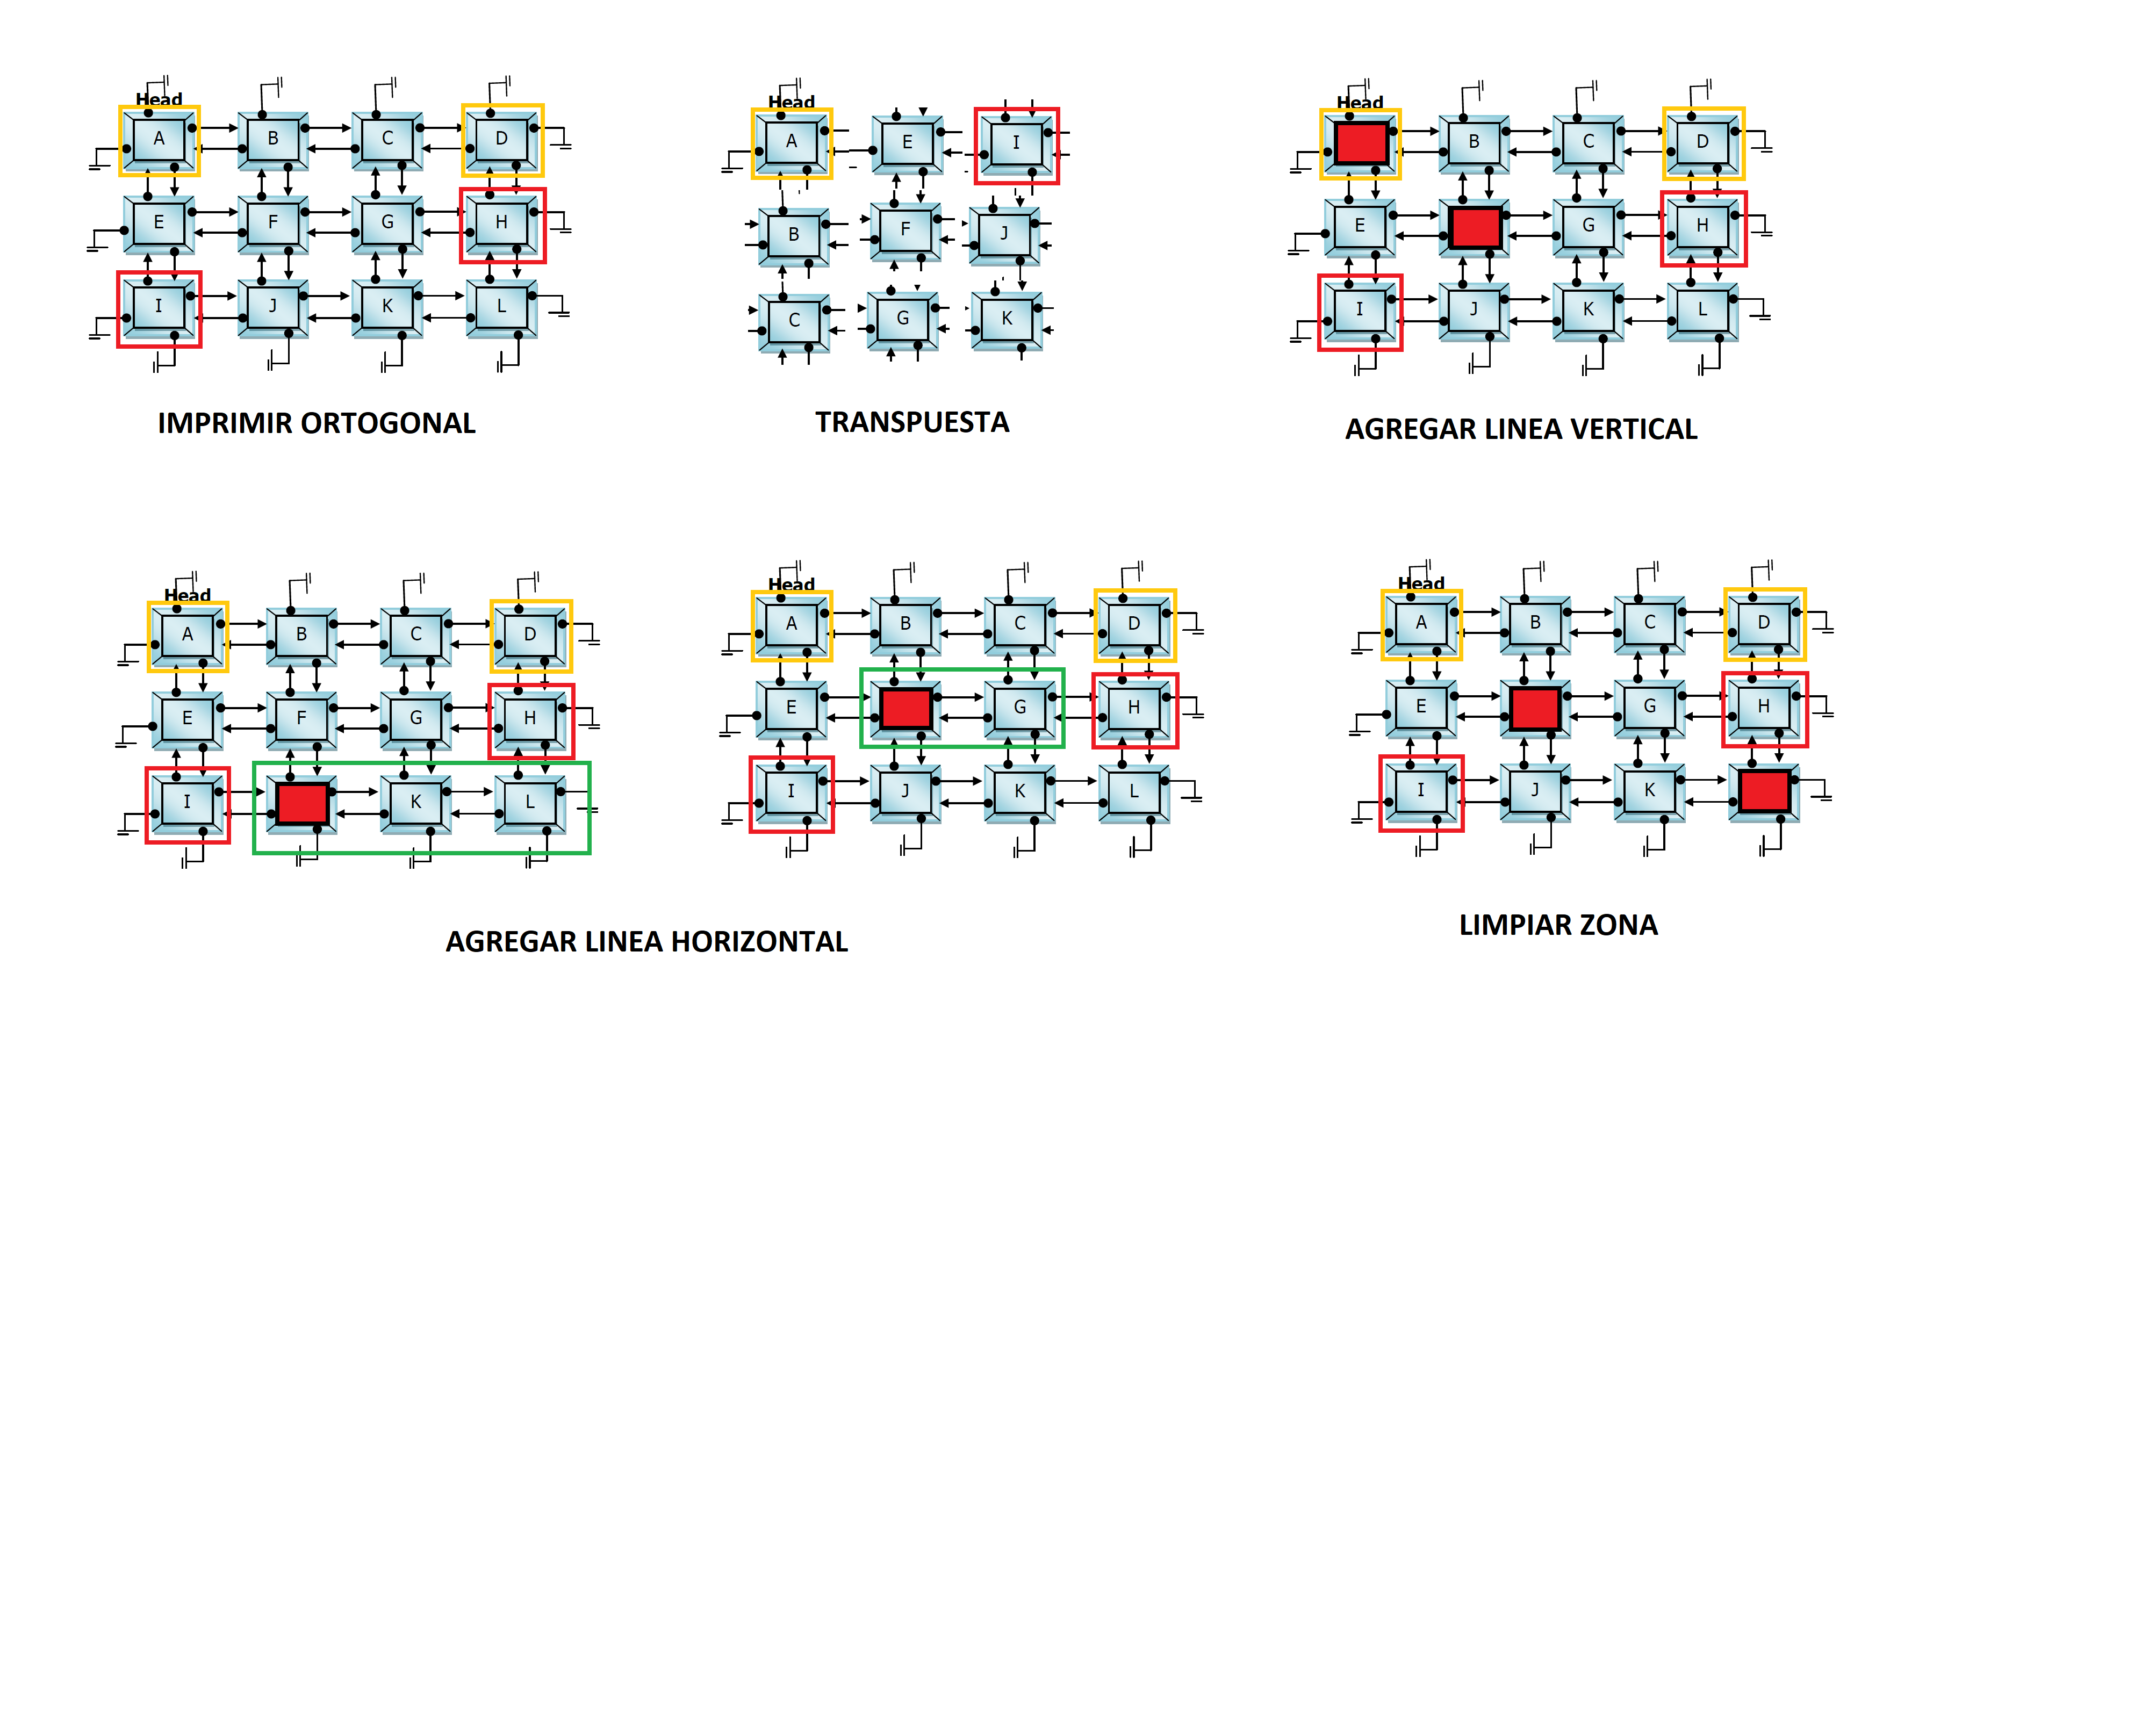 Head
A B C D
E F G H
I J K L
IMPRIMIR ORTOGONAL
Head
A E I
B F J
C G K
TRANSPUESTA
Head
B C D
E G H
I J K L
AGREGAR LINEA VERTICAL
Head
A B C D
E F G H
I K L
Head
A B C D
E G H
I J K L
AGREGAR LINEA HORIZONTAL
Head
A B C D
E G H
I J K
LIMPIAR ZONA